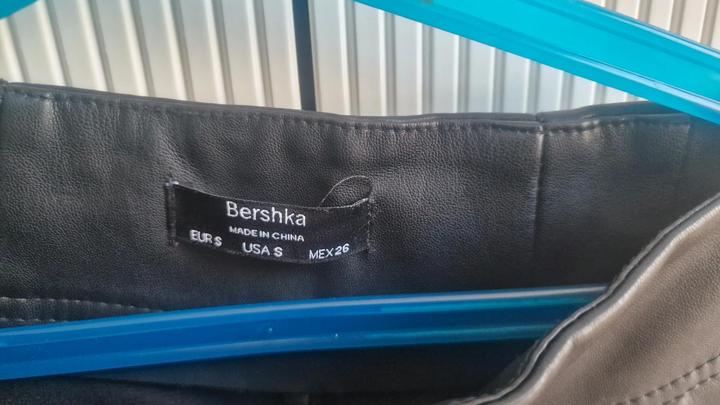 Bershka
MADE IN CHINA
EUR S USA S MEX 26